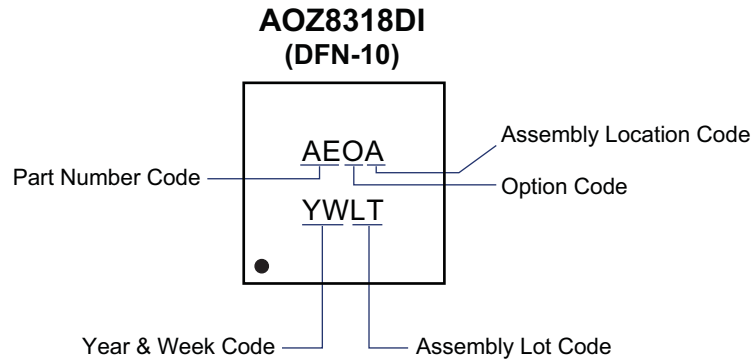 AOZ8318DI
(DFN-10)
AEOA
Assembly Location Code
Part Number Code
Option Code
YWLT
Year & Week Code
Assembly Lot Code